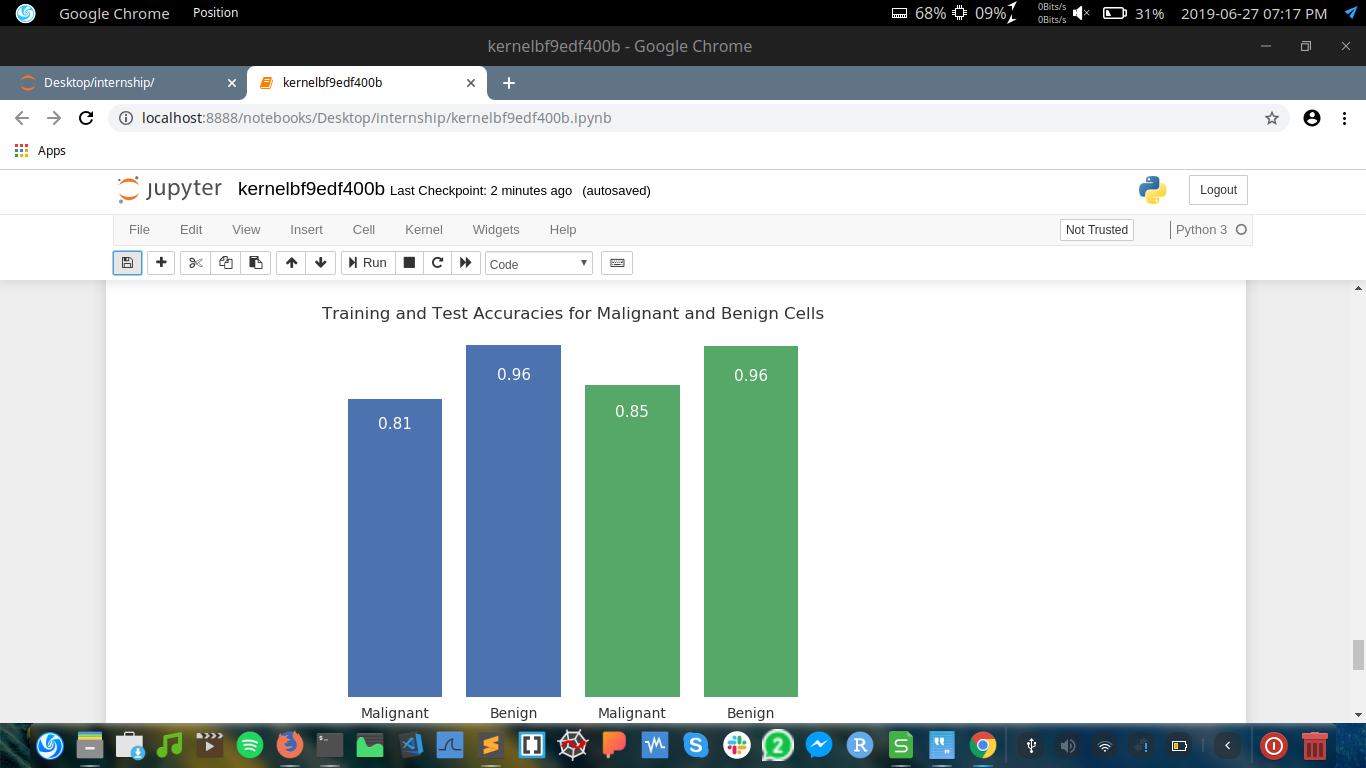 Google Chrome Position 68% 09% 0Bits/s 0Bits/s 31% 2019-06-27 07:17 PM
kernelbf9edf400b - Google Chrome
Desktop/internship/ kernelbf9edf400b
localhost:8888/notebooks/Desktop/internship/kernelbf9edf400b.ipynb
Apps
jupyter kernelbf9edf400b Last Checkpoint: 2 minutes ago (autosaved) Logout
File Edit View Insert Cell Kernel Widgets Help Not Trusted Python 3
Run Code
Training and Test Accuracies for Malignant and Benign Cells
0.81 0.96 0.85 0.96
Malignant Benign Malignant Benign
2 R S